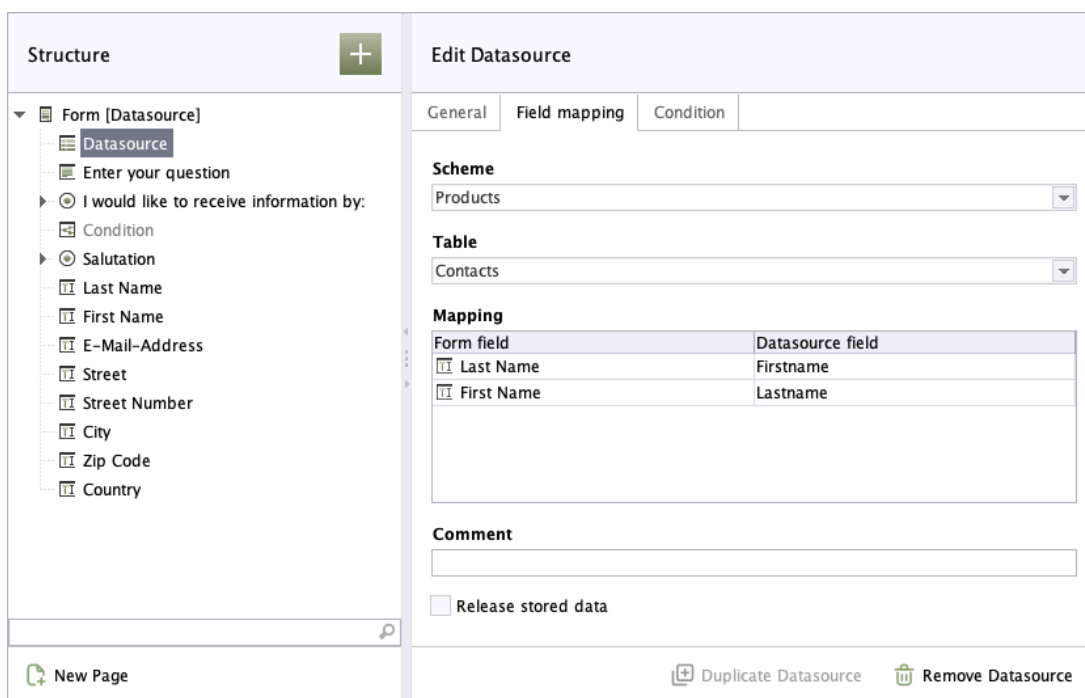 Structure
Form [Datasource]
Datasource
Enter your question
I would like to receive information by:
Condition
Salutation
Last Name
First Name
E-Mail-Address
Street
Street Number
City
Zip Code
Country
New Page
Edit Datasource
General Field mapping Condition
Scheme
Products
Table
Contacts
Mapping
Form field Datasource field
Last Name Firstname
First Name Lastname
Comment
Release stored data
Duplicate Datasource Remove Datasource